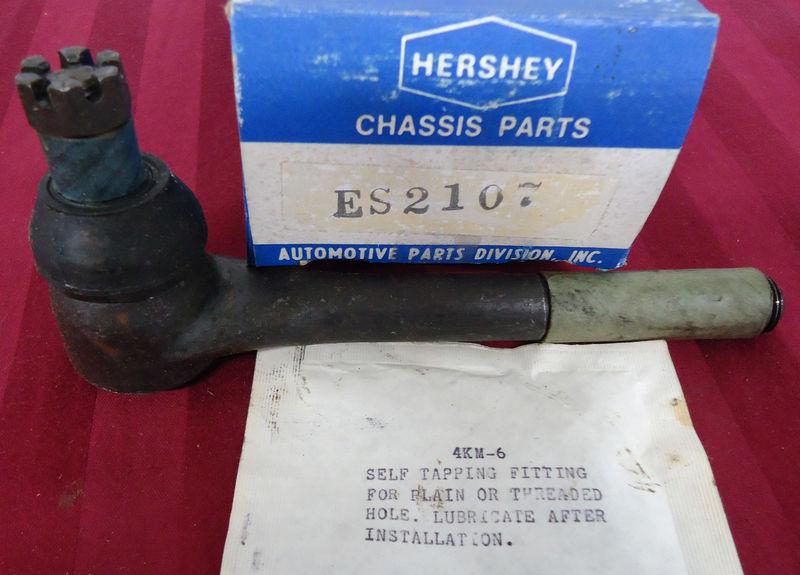 HERSHEY
CHASSIS PARTS
ES2107
AUTOMOTIVE PARTS DIVISION, INC.
4KM-6
SELF TAPPING FITTING
FOR PLAIN OR THREADED
HOLE. LUBRICATE AFTER
INSTALLATION.